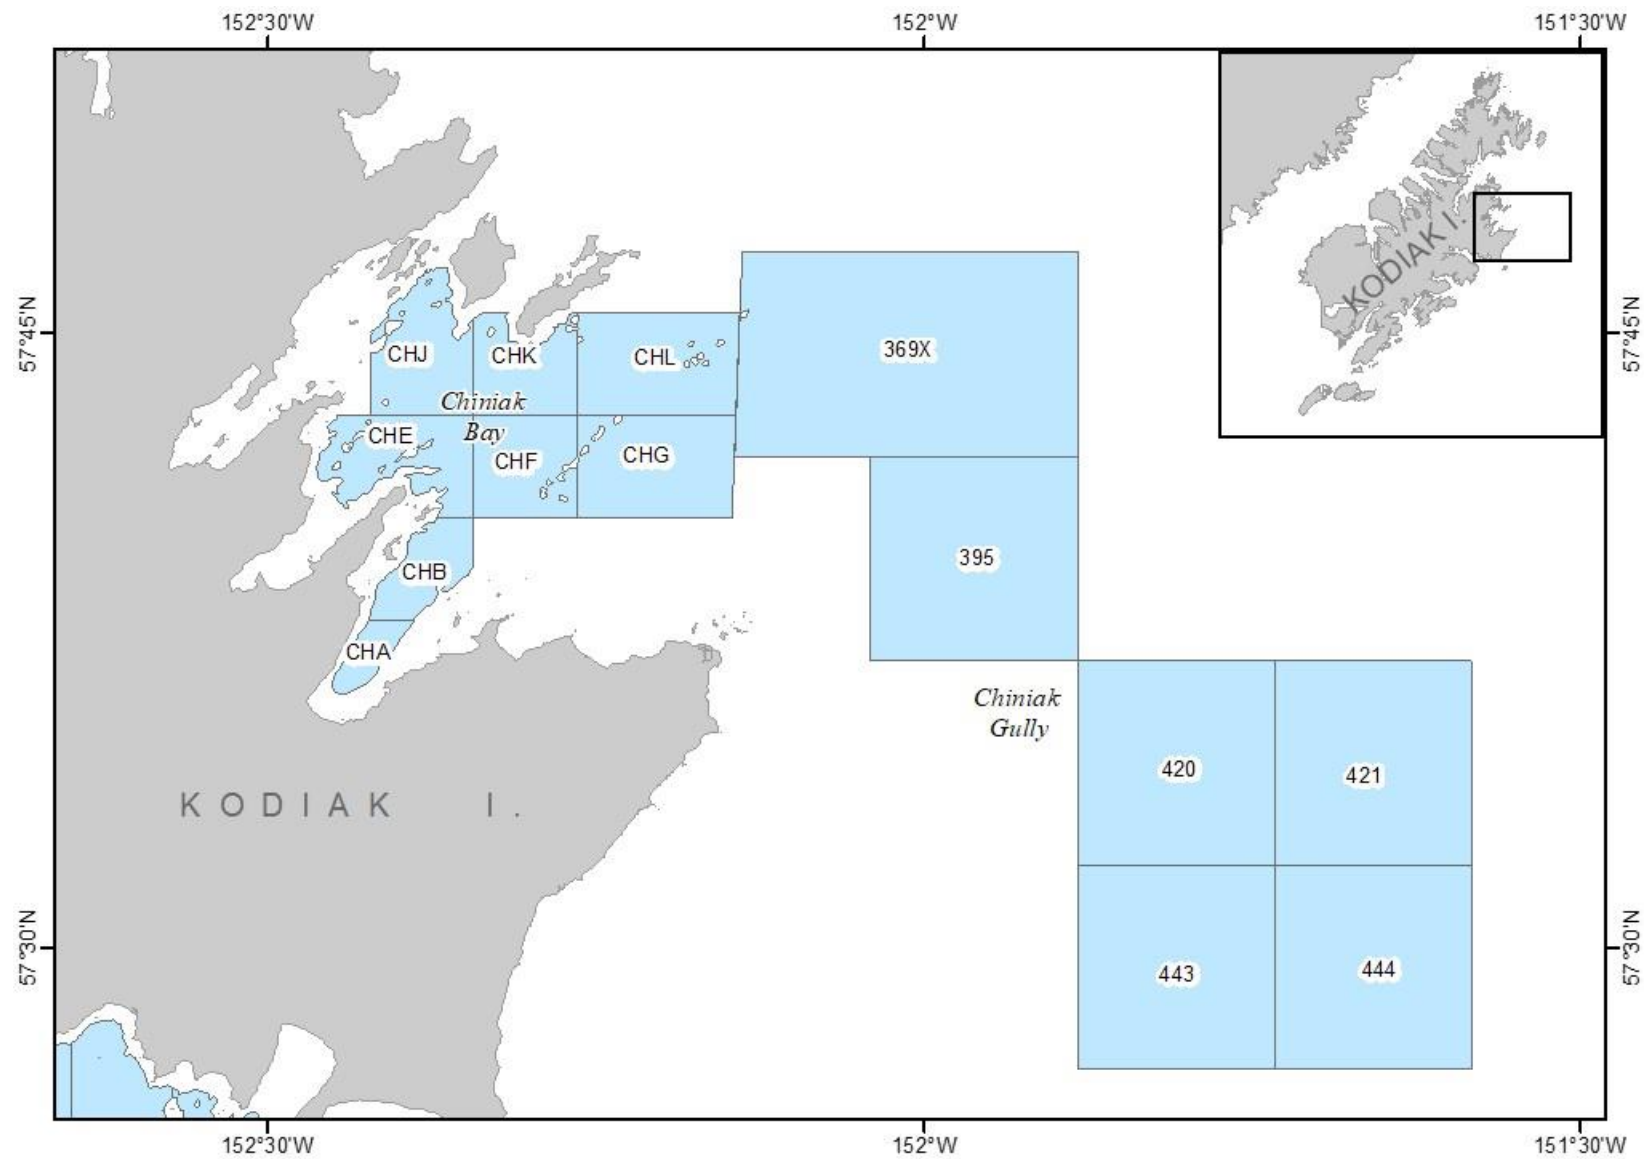 152°30'W
152°W
151°30'W
KODIAK I.
57°45'N
57°45'N
369X
CHJ
CHK
CHL
Chiniak
Bay
CHE
CHF
CHG
395
CHB
CHA
Chiniak
Gully
420
421
KODIAK I.
57°30'N
57°30'N
443
444
152°30'W
152°W
151°30'W